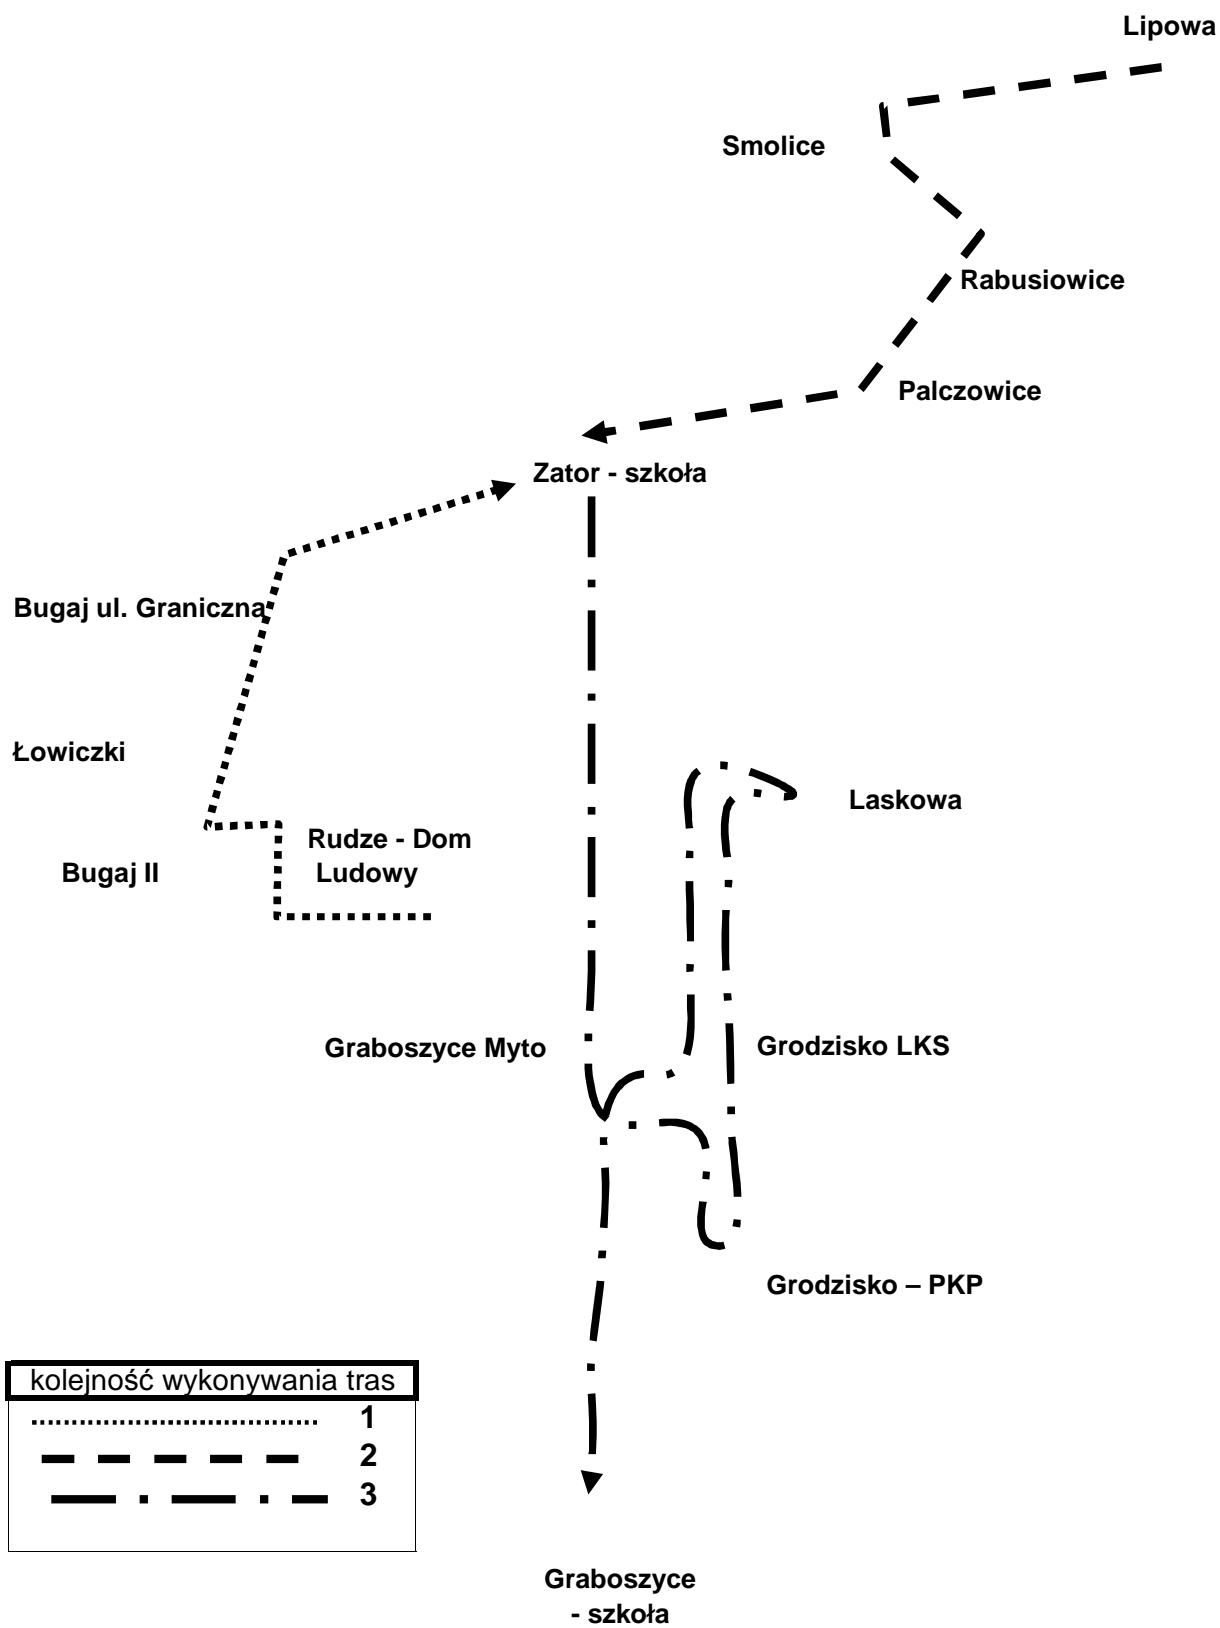 Lipowa
Smolice
Rabusiowice
Palczowice
Zator - szkoła
Bugaj ul. Graniczna
Łowiczki
Laskowa
Rudze - Dom
Ludowy
Bugaj II
Graboszyce Myto
Grodzisko LKS
Grodzisko – PKP
kolejność wykonywania tras
1
2
3
Graboszyce
- szkoła